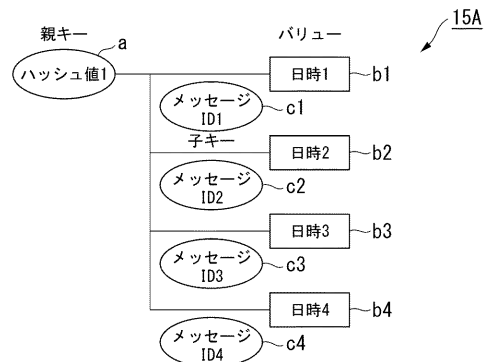 15A
親キー
a
バリュー
ハッシュ値1
日時1
b1
メッセージ
ID1
c1
子キー
日時2
b2
メッセージ
ID2
c2
日時3
b3
メッセージ
ID3
c3
日時4
b4
メッセージ
ID4
c4